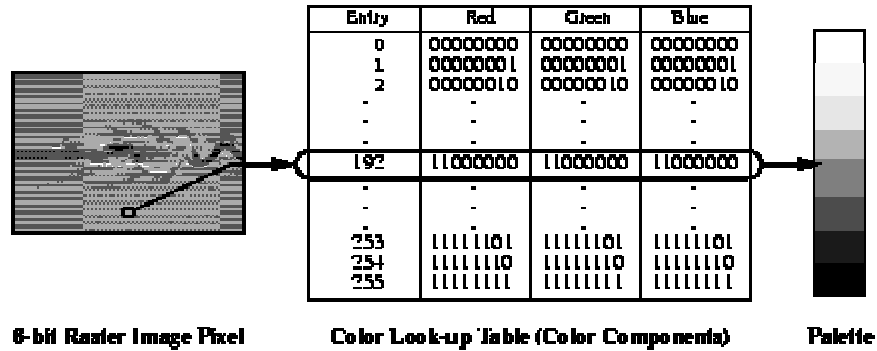 Entry Red Green Blue
0 00000000 00000000 00000000
1 00000001 00000001 00000001
2 00000010 00000010 00000010
192 11000000 11000000 11000000
253 11111101 11111101 11111101
254 11111110 11111110 11111110
255 11111111 11111111 11111111
8-bit Raster Image Pixel Color Look-up Table (Color Components) Palette